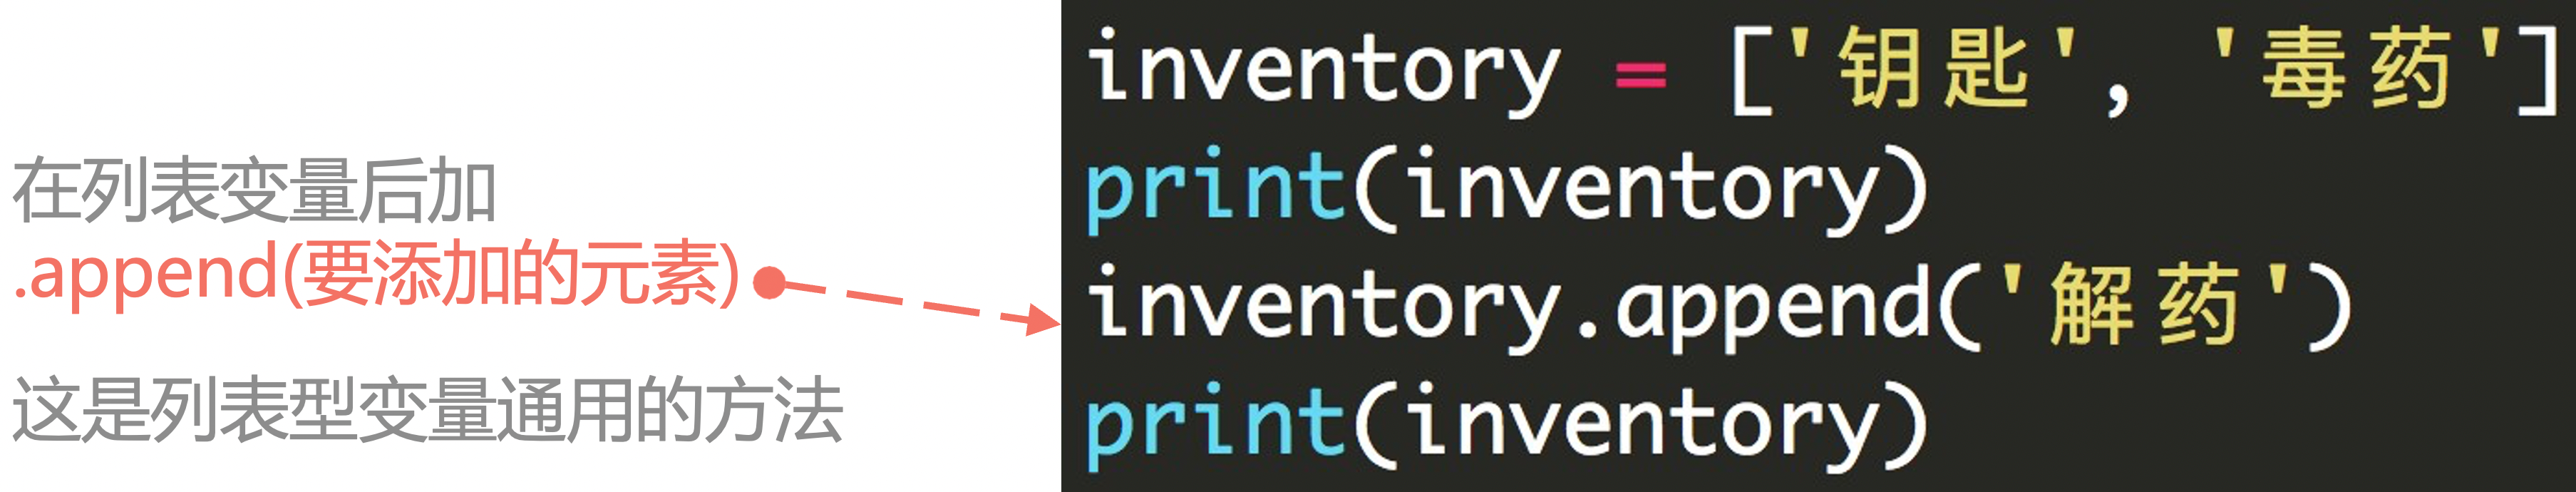 在列表变量后加
.append(要添加的元素)
这是列表型变量通用的方法
inventory = ['钥匙', '毒药']
print(inventory)
inventory.append('解药')
print(inventory)